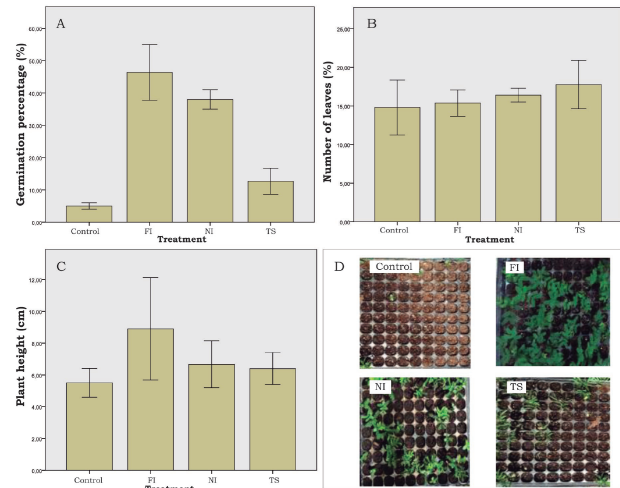 A
Germination percentage (%)
60,00
50,00
40,00
30,00
20,00
10,00
0,00
Control FI NI TS
Treatment
B
Number of leaves (%)
25,00
20,00
15,00
10,00
5,00
0,00
Control FI NI TS
Treatment
C
Plant height (cm)
12,00
10,00
8,00
6,00
4,00
2,00
0,00
Control FI NI TS
Treatment
D
Control
FI
NI
TS